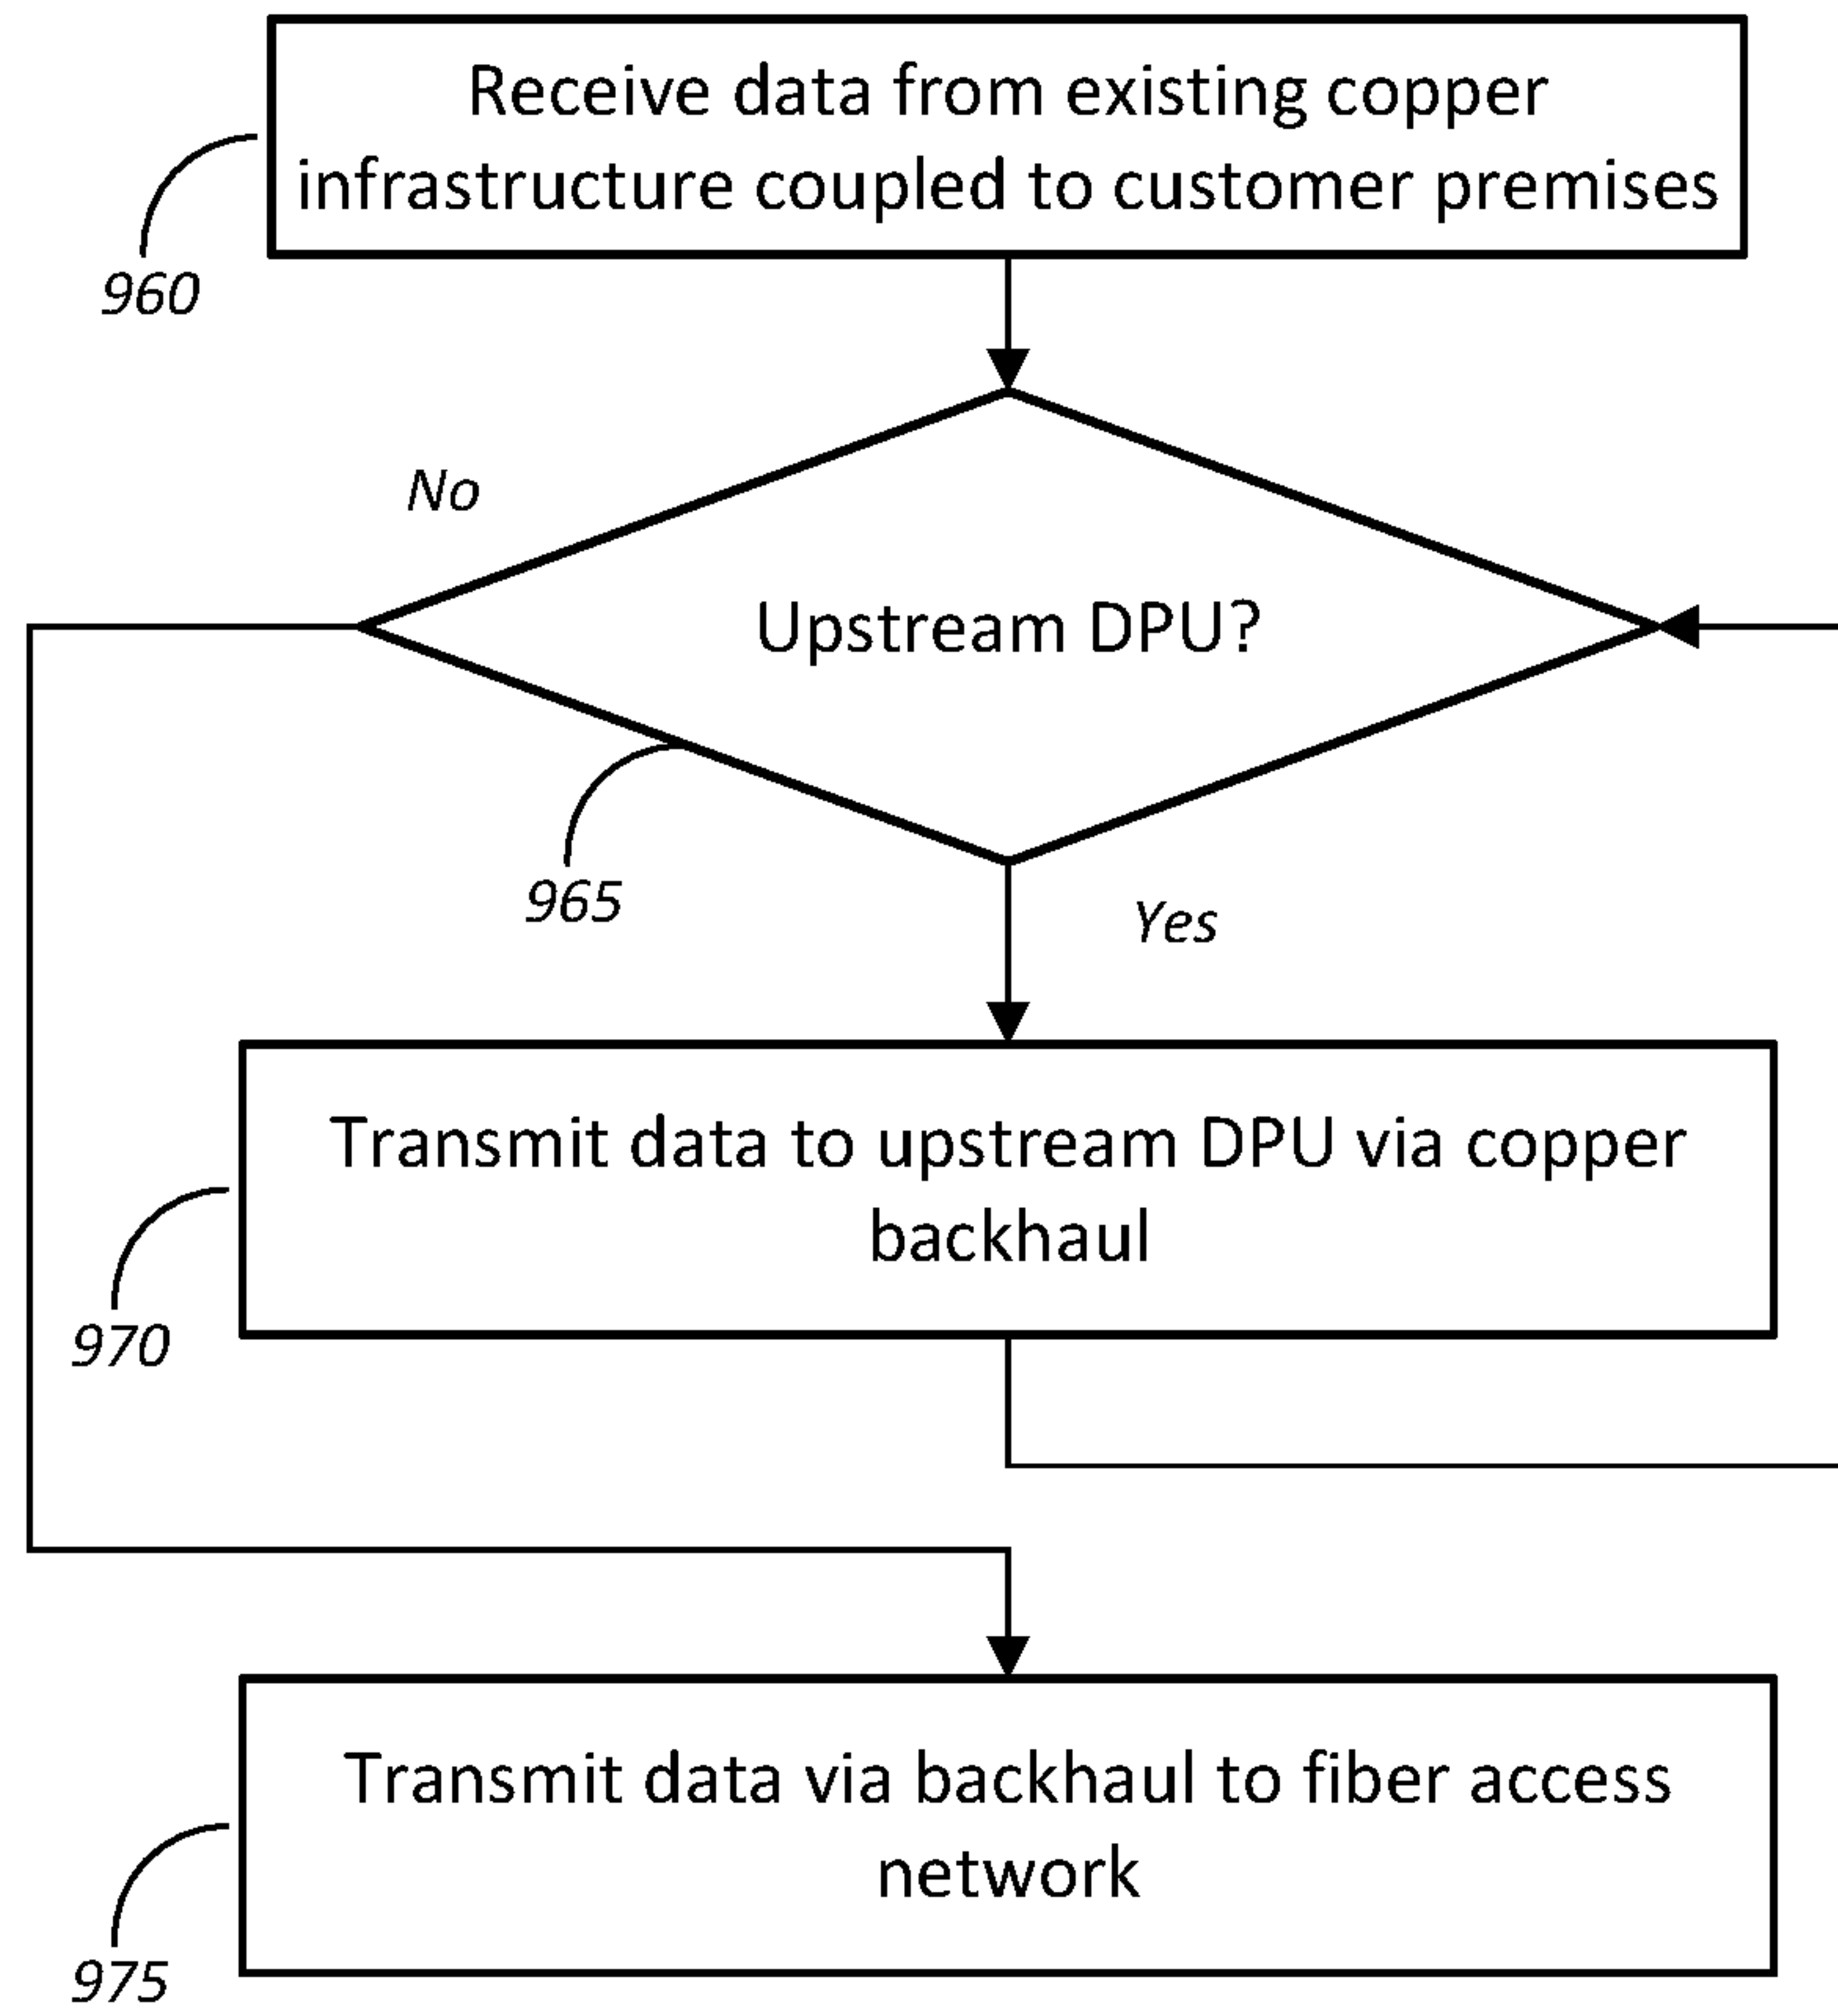 Receive data from existing copper
infrastructure coupled to customer premises
960
No
Upstream DPU?
965
Yes
Transmit data to upstream DPU via copper
backhaul
970
Transmit data via backhaul to fiber access
network
975